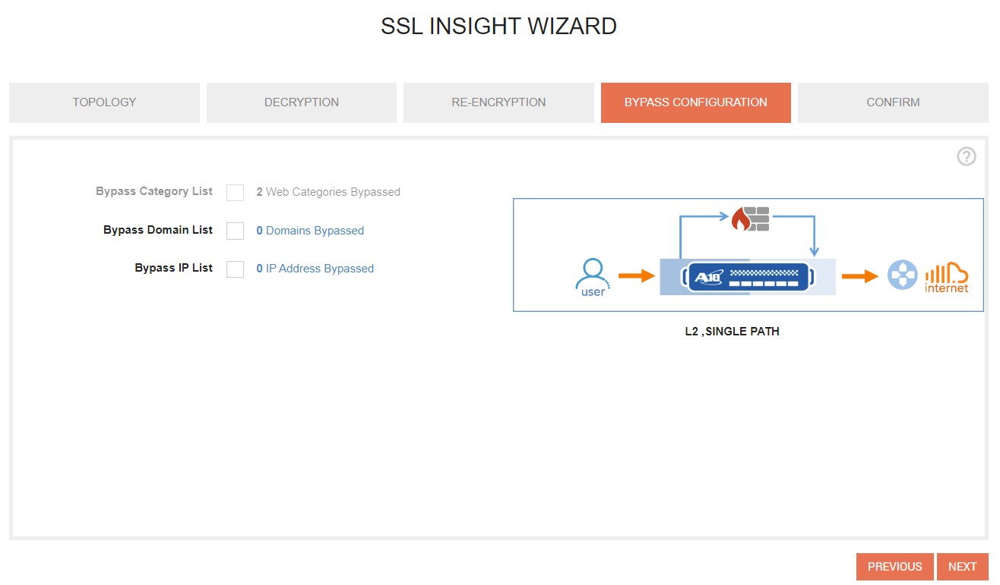 SSL INSIGHT WIZARD
TOPOLOGY
DECRYPTION
RE-ENCRYPTION
BYPASS CONFIGURATION
CONFIRM
?
Bypass Category List
2 Web Categories Bypassed
Bypass Domain List
0 Domains Bypassed
Bypass IP List
0 IP Address Bypassed
user
A10
internet
L2 ,SINGLE PATH
PREVIOUS
NEXT